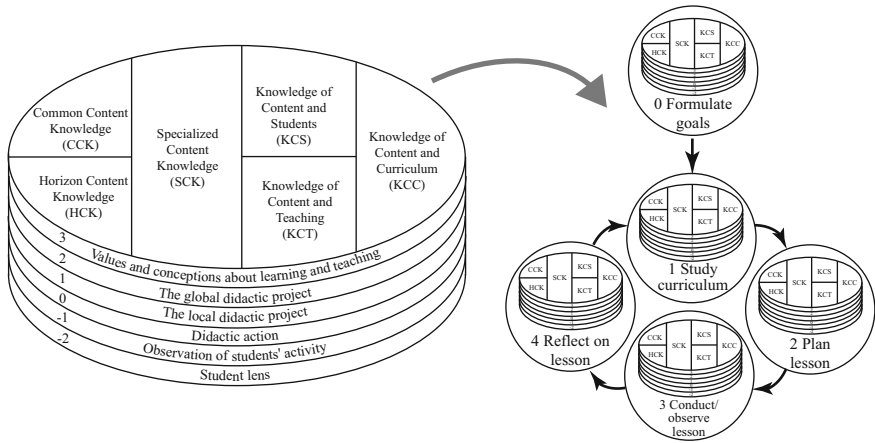 Common Content
Knowledge
(CCK)
Horizon Content
Knowledge
(HCK)
Specialized
Content
Knowledge
(SCK)
Knowledge of
Content and
Students
(KCS)
Knowledge of
Content and
Teaching
(KCT)
Knowledge of
Content and
Curriculum
(KCC)
3
Values and conceptions about learning and teaching
2
The global didactic project
1
The local didactic project
0
Didactic action
-1
Observation of students' activity
-2
Student lens
CCK
HCK
SCK
KCS
KCT
KCC
0 Formulate
goals
CCK
HCK
SCK
KCS
KCT
KCC
1 Study
curriculum
CCK
HCK
SCK
KCS
KCT
KCC
2 Plan
lesson
CCK
HCK
SCK
KCS
KCT
KCC
3 Conduct/
observe
lesson
CCK
HCK
SCK
KCS
KCT
KCC
4 Reflect on
lesson